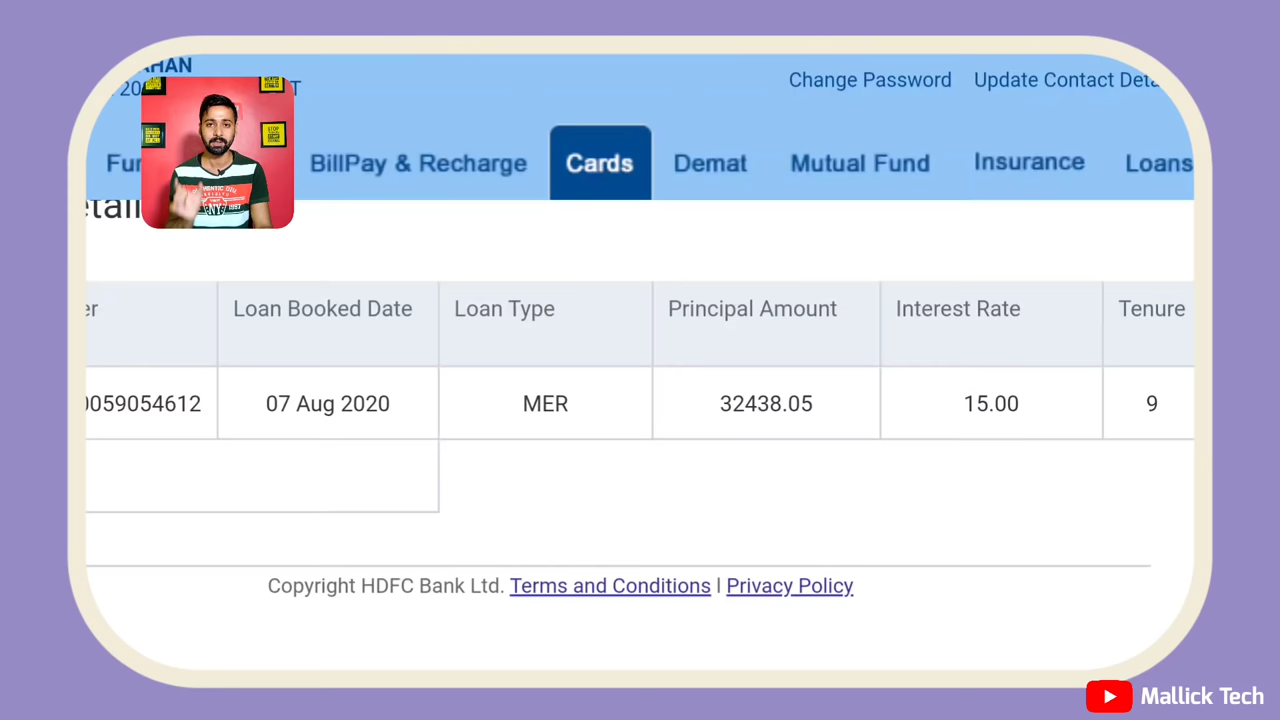 AHAN
Change Password Update Contact Deta
BillPay & Recharge Cards Demat Mutual Fund Insurance Loans
Loan Booked Date Loan Type Principal Amount Interest Rate Tenure
0059054612 07 Aug 2020 MER 32438.05 15.00 9
Copyright HDFC Bank Ltd. Terms and Conditions | Privacy Policy
Mallick Tech